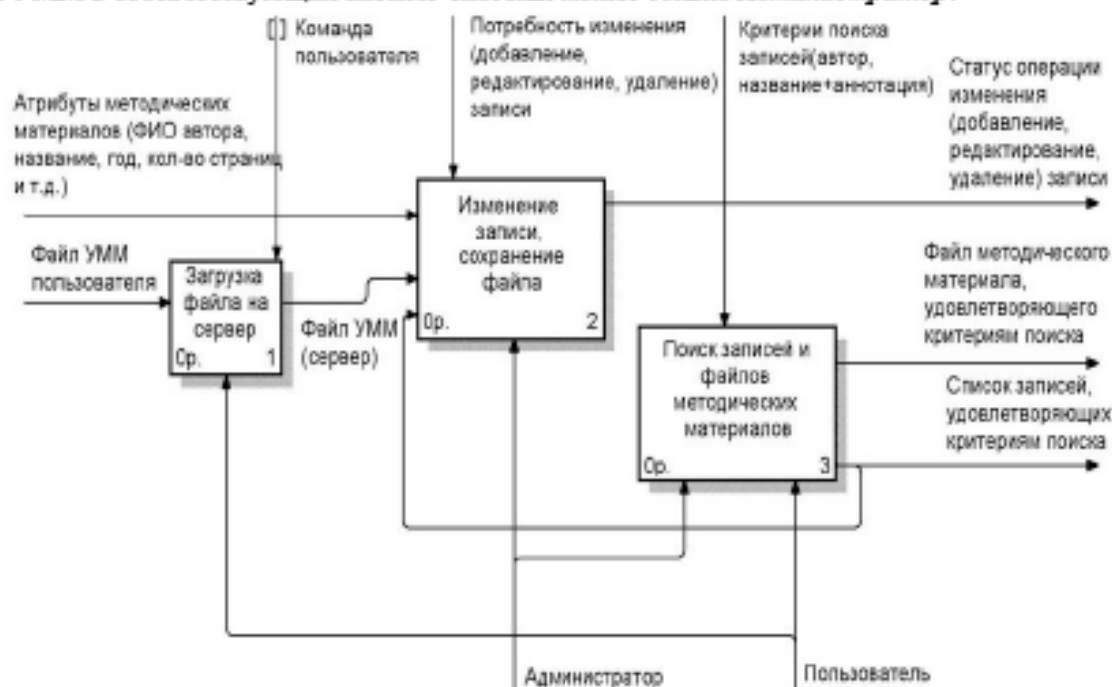 [ ] Команда
пользователя
Потребность изменения
(добавление,
редактирование, удаление)
записи
Критерии поиска
записей(автор,
название+аннотация)
Статус операции
изменения
(добавление,
редактирование,
удаление) записи
Атрибуты методических
материалов (ФИО автора,
название, год, кол-во страниц
и т.д.)
Файл УММ
пользователя
Загрузка
файла на
сервер
0р. 1
Файл УММ
(сервер)
Изменение
записи,
сохранение
файла
0р. 2
Файл методического
материала,
удовлетворяющего
критериям поиска
Поиск записей и
файлов
методических
материалов
0р. 3
Список записей,
удовлетворяющих
критериям поиска
Администратор
Пользователь